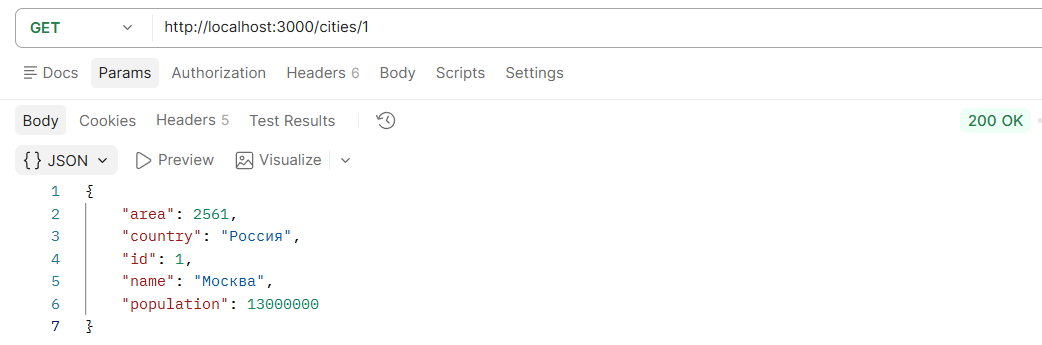 GET http://localhost:3000/cities/1
Docs Params Authorization Headers 6 Body Scripts Settings
Body Cookies Headers 5 Test Results 200 OK
{} JSON Preview Visualize
1 {
2 "area": 2561,
3 "country": "Россия",
4 "id": 1,
5 "name": "Москва",
6 "population": 13000000
7 }